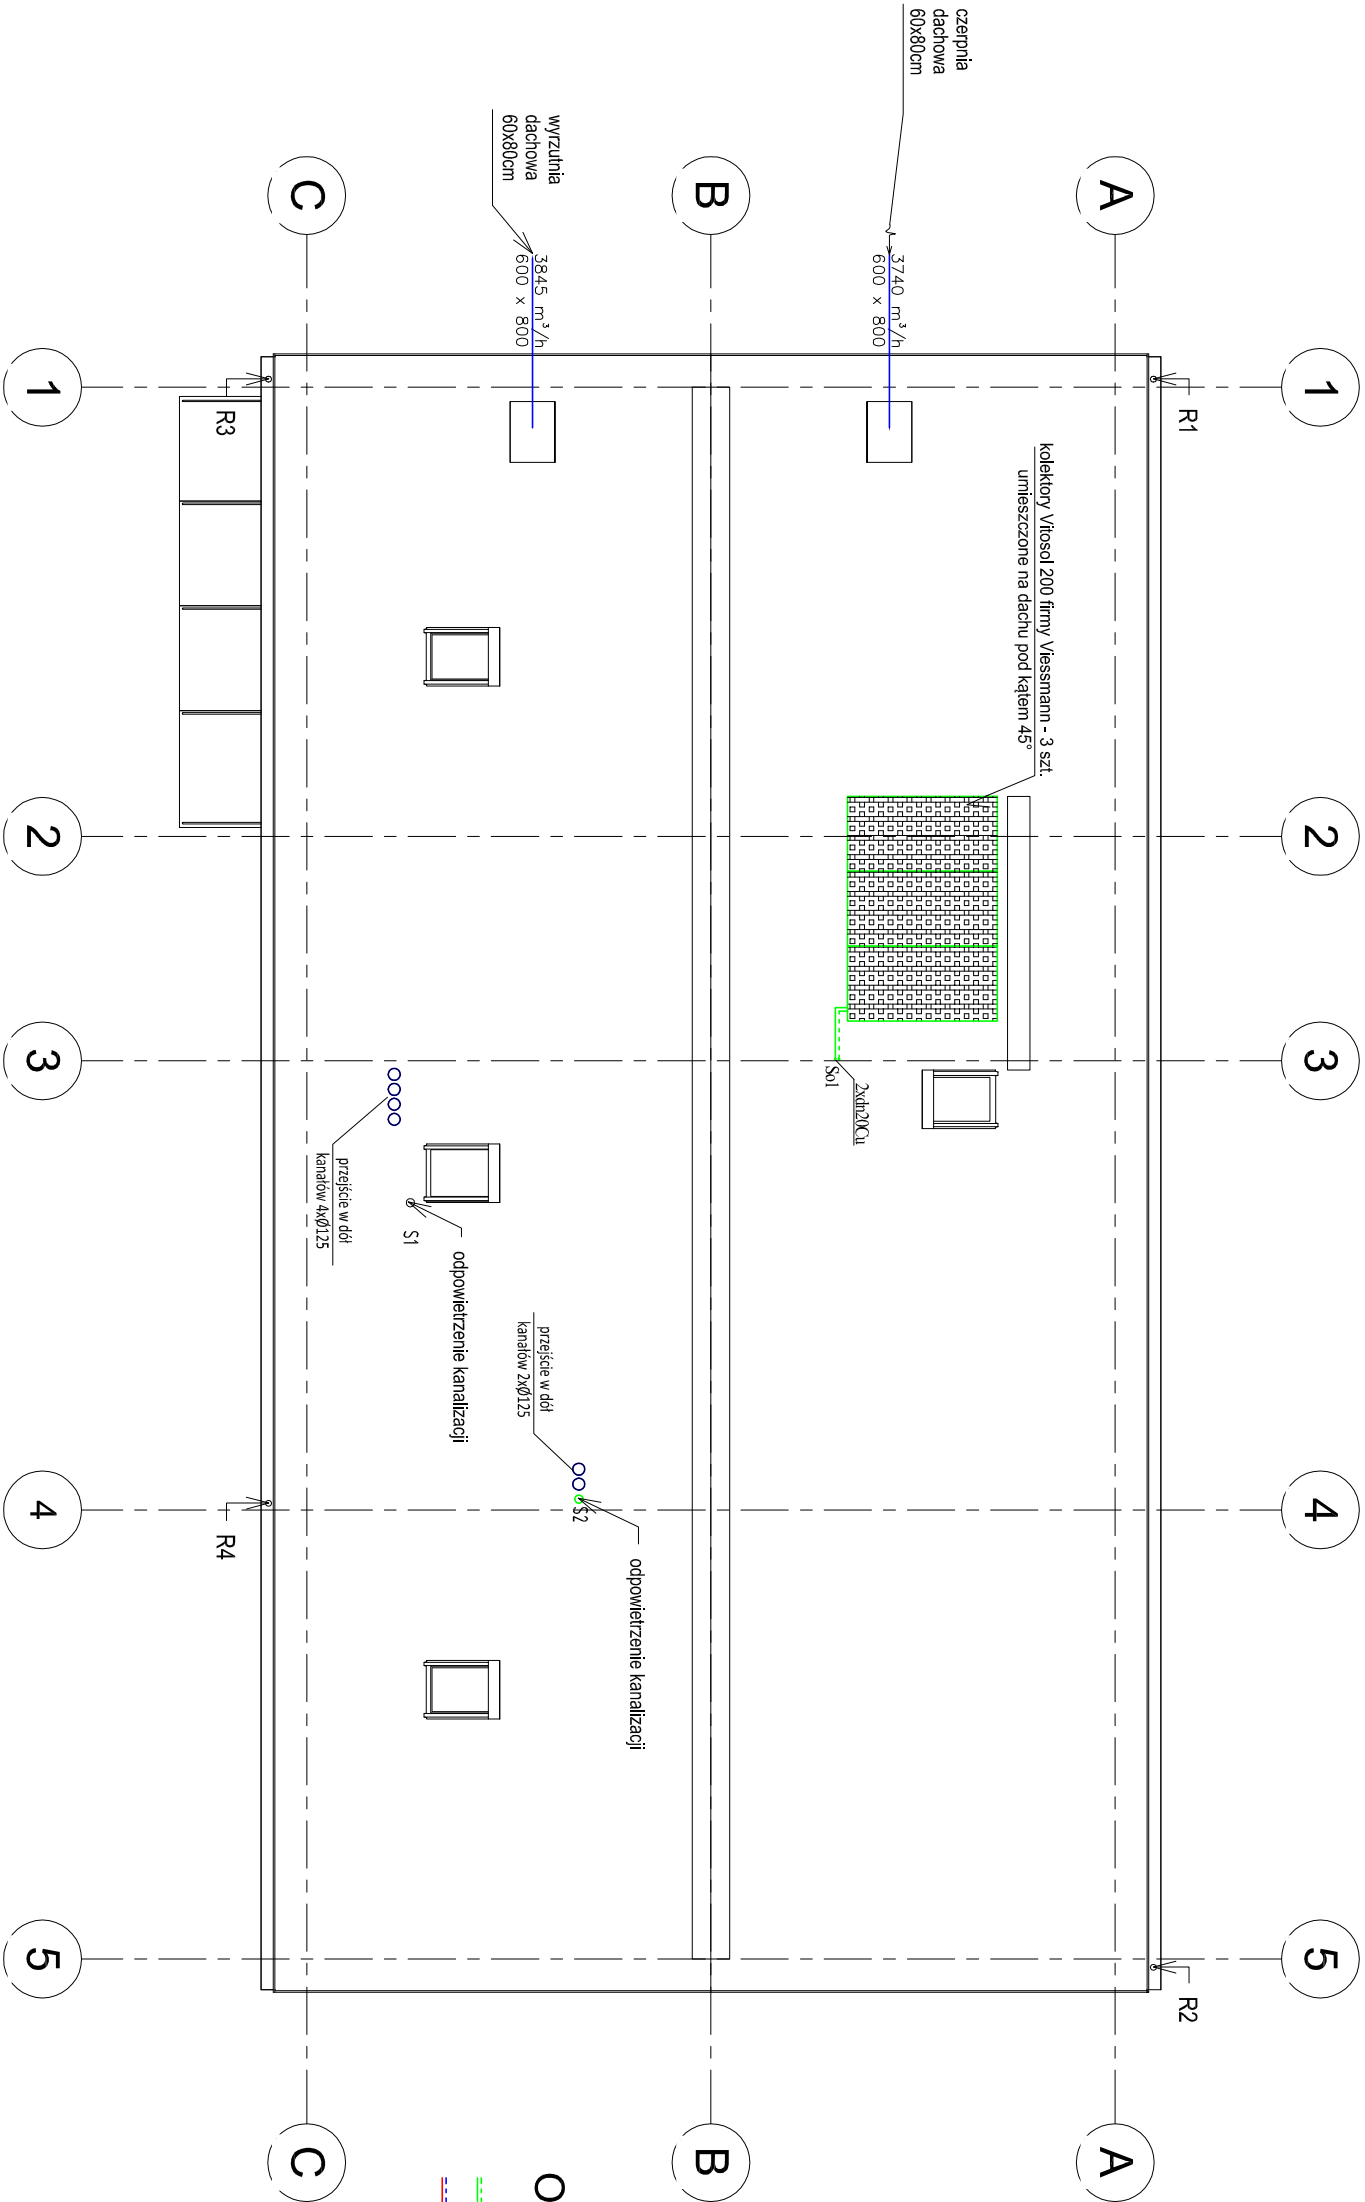 czerpnia
dachowa
60x80cm
wyrzutnia
dachowa
60x80cm
3740 m³/h
600 x 800
3845 m³/h
600 x 800
A
B
C
1
1
R1
R3
kolektory Vitosol 200 firmy Viessmann - 3 szt.
umieszczone na dachu pod kątem 45°
2
2
3
3
2xdn20Cu
Sol
przejście w dół
kanałów 4xØ125
S1
odpowietrzenie kanalizacji
przejście w dół
kanałów 2xØ125
S2
odpowietrzenie kanalizacji
4
4
R4
5
5
R2
A
B
C
O